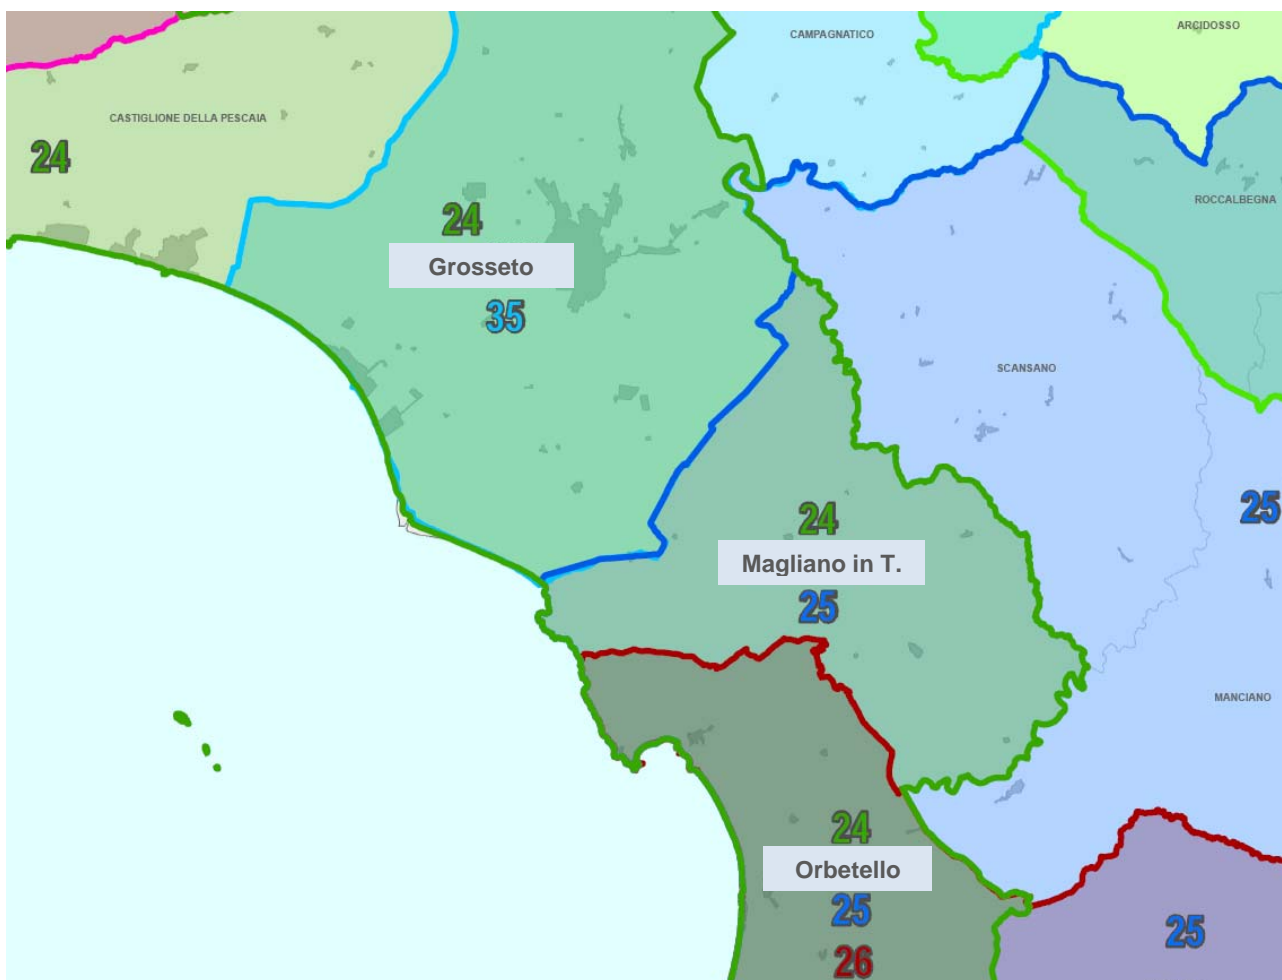 ARCIDOSSO
CAMPAGNATICO
CASTIGLIONE DELLA PESCAIA
24
ROCCALBEGNA
24
Grosseto
35
SCANSANO
25
24
Magliano in T.
25
MANCIANO
24
Orbetello
25
25
26